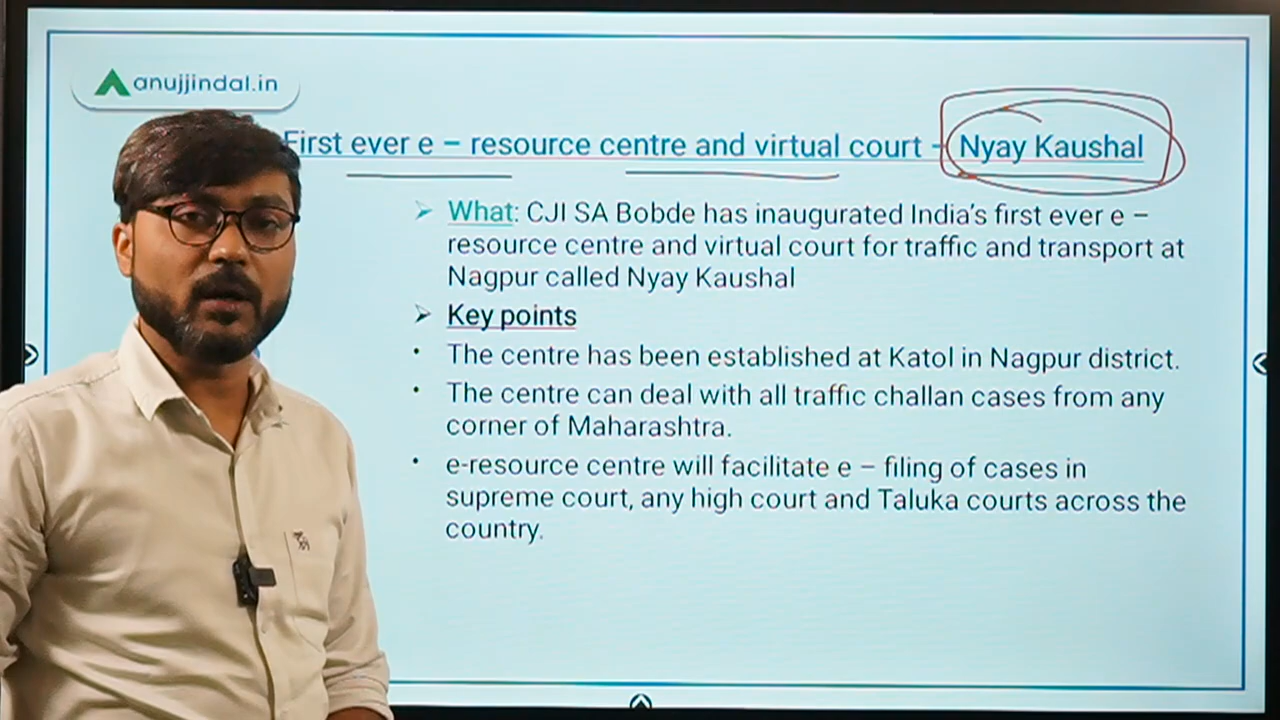 anujjindal.in
First ever e – resource centre and virtual court - Nyay Kaushal
What: CJI SA Bobde has inaugurated India's first ever e –
resource centre and virtual court for traffic and transport at
Nagpur called Nyay Kaushal
Key points
The centre has been established at Katol in Nagpur district.
The centre can deal with all traffic challan cases from any
corner of Maharashtra.
e-resource centre will facilitate e – filing of cases in
supreme court, any high court and Taluka courts across the
country.